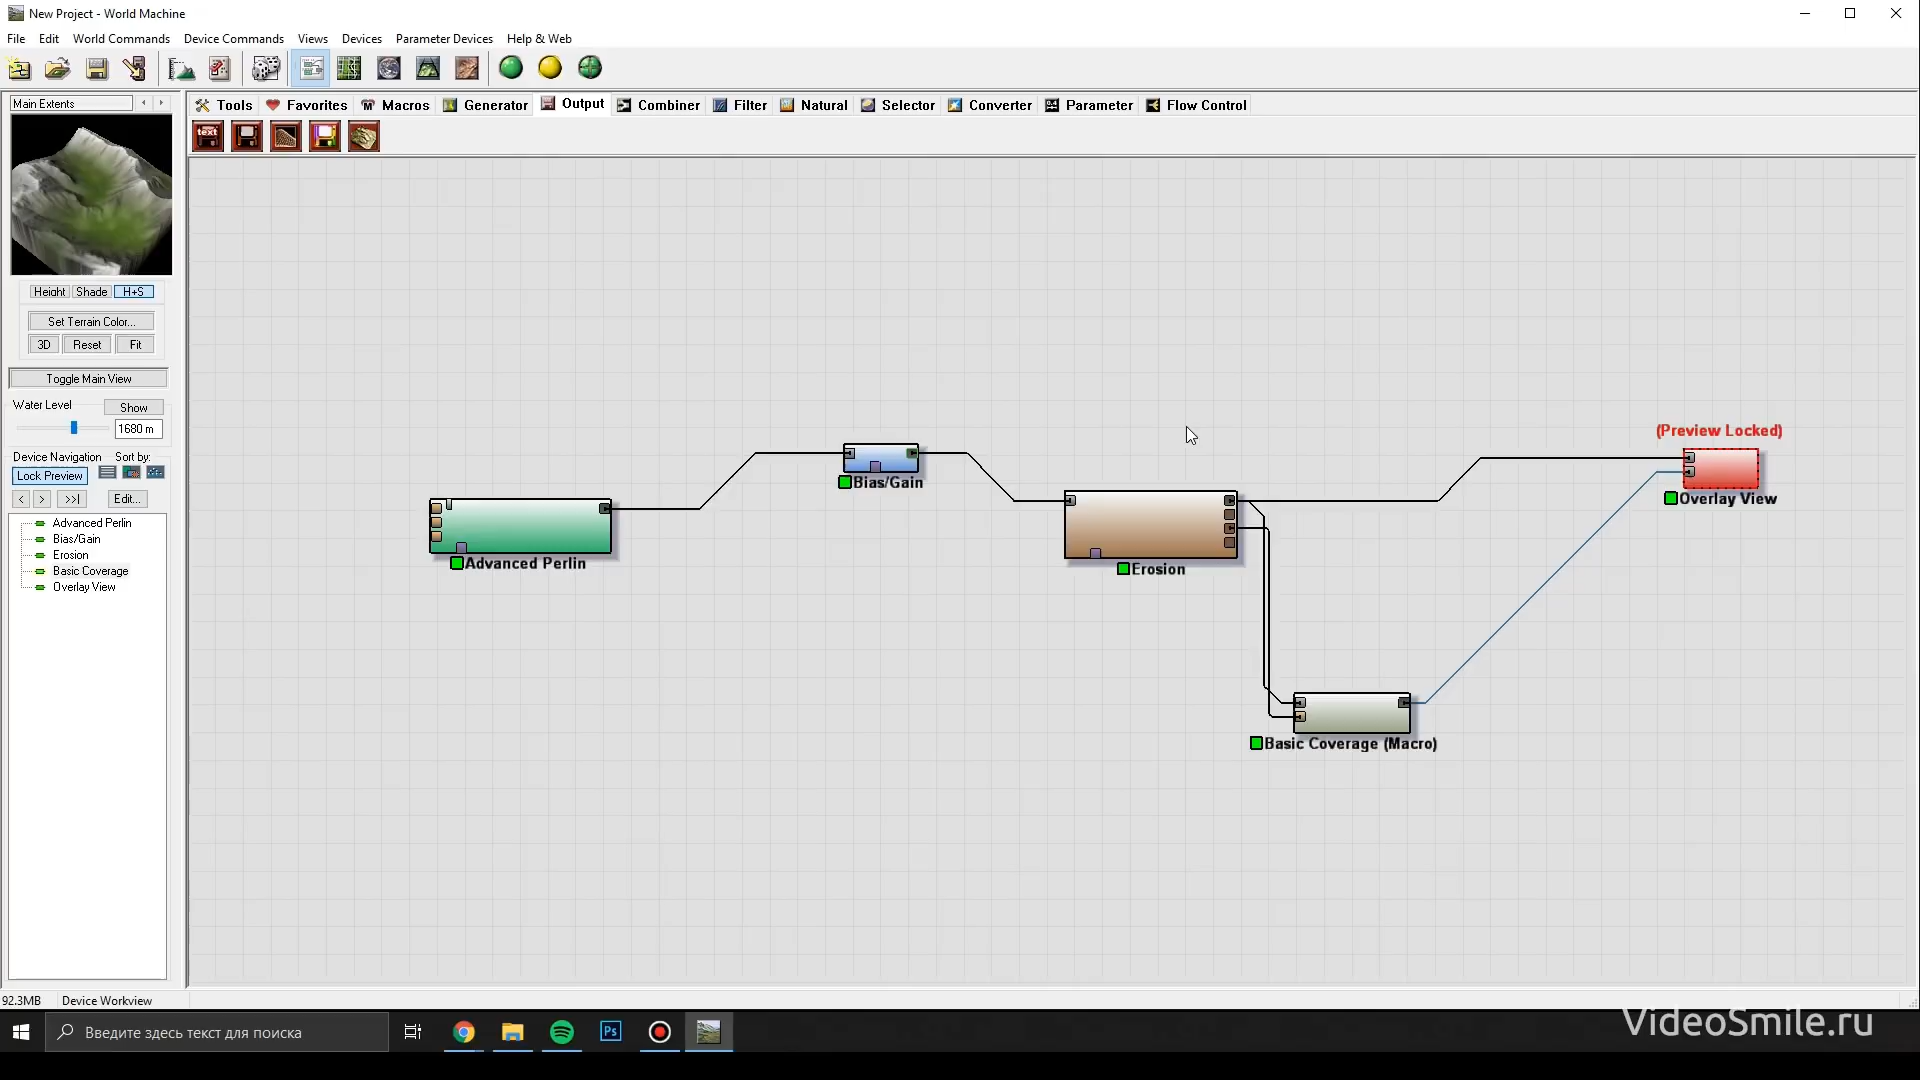 New Project - World Machine
File Edit World Commands Device Commands Views Devices Parameter Devices Help & Web
Main Extents
Tools Favorites Macros Generator Output Combiner Filter Natural Selector Converter Parameter Flow Control
text
Height Shade H+S
Set Terrain Color...
3D Reset Fit
Toggle Main View
Water Level Show
1680 m
Device Navigation Sort by:
Lock Preview
< > >>| Edit...
Advanced Perlin
Bias/Gain
Erosion
Basic Coverage
Overlay View
(Preview Locked)
Bias/Gain
Overlay View
Advanced Perlin
Erosion
Basic Coverage (Macro)
92.3MB Device Workview
Введите здесь текст для поиска
Ps
VideoSmile.ru